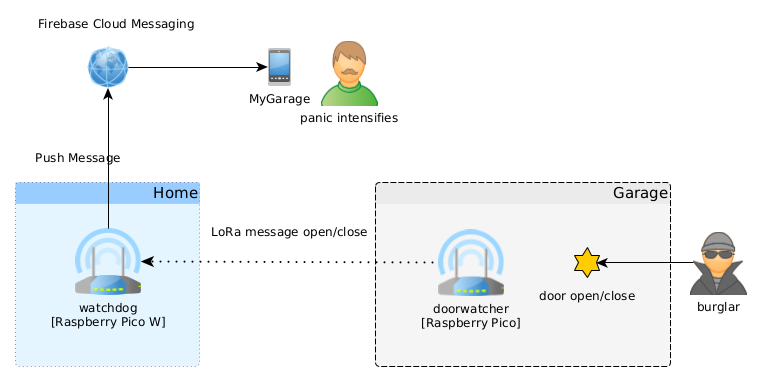 Firebase Cloud Messaging
MyGarage
panic intensifies
Push Message
Home
Garage
LoRa message open/close
watchdog
[Raspberry Pico W]
doorwatcher
[Raspberry Pico]
door open/close
burglar